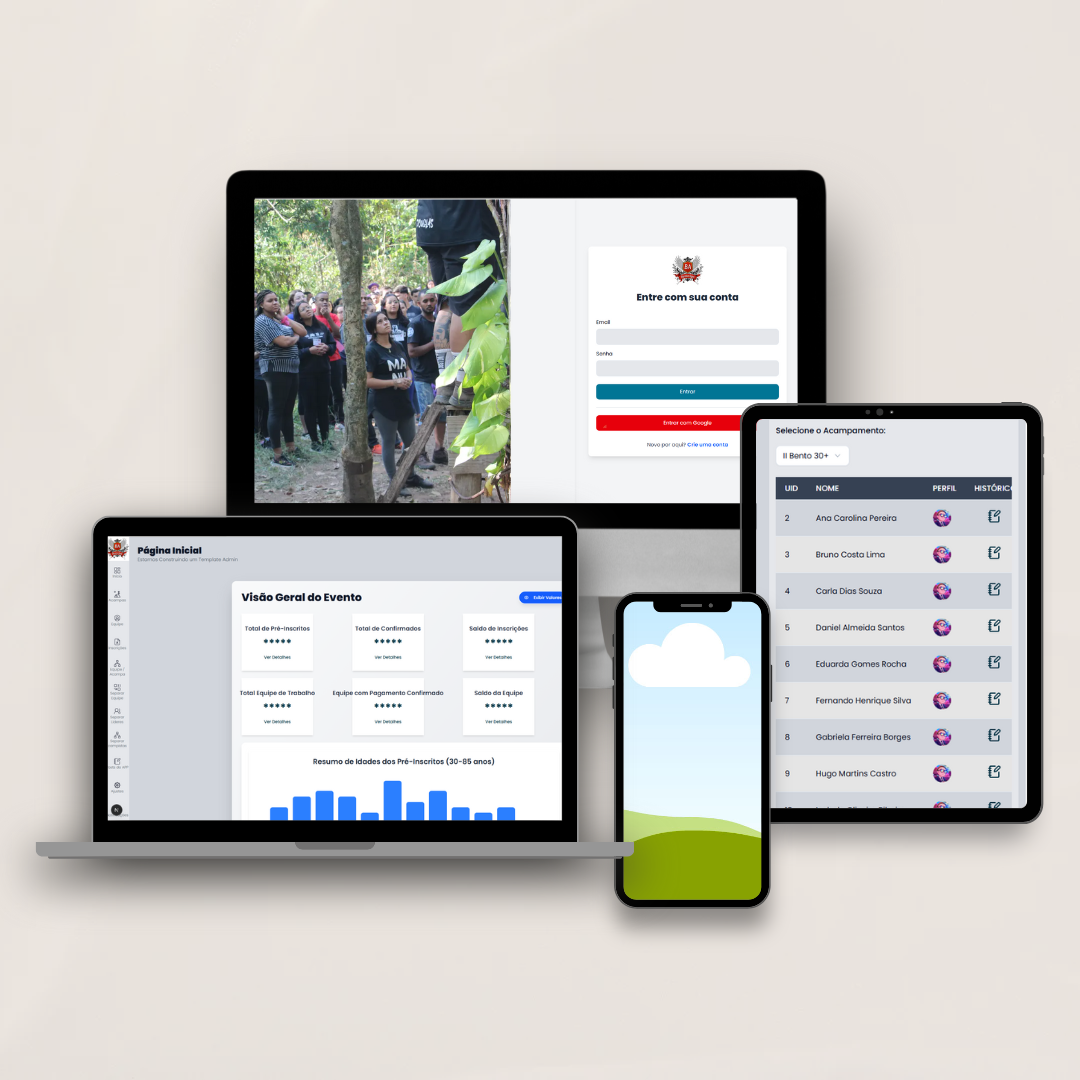 Entre com sua conta
Email
Senha
Entrar
Entrar com Google
Novo por aqui? Crie uma conta
Selecione o Acampamento:
II Bento 30+
UID NOME PERFIL HISTÓRICO
2 Ana Carolina Pereira
3 Bruno Costa Lima
4 Carla Dias Souza
5 Daniel Almeida Santos
6 Eduarda Gomes Rocha
7 Fernando Henrique Silva
8 Gabriela Ferreira Borges
9 Hugo Martins Castro
Página Inicial
Estamos Construindo um Template Admin
Visão Geral do Evento
Exibir Valores
Total de Pré-Inscritos Total de Confirmados Saldo de Inscrições
***** ***** *****
Ver Detalhes Ver Detalhes Ver Detalhes
Total Equipe de Trabalho Equipe com Pagamento Confirmado Saldo da Equipe
***** ***** *****
Ver Detalhes Ver Detalhes Ver Detalhes
Resumo de Idades dos Pré-Inscritos (30-85 anos)